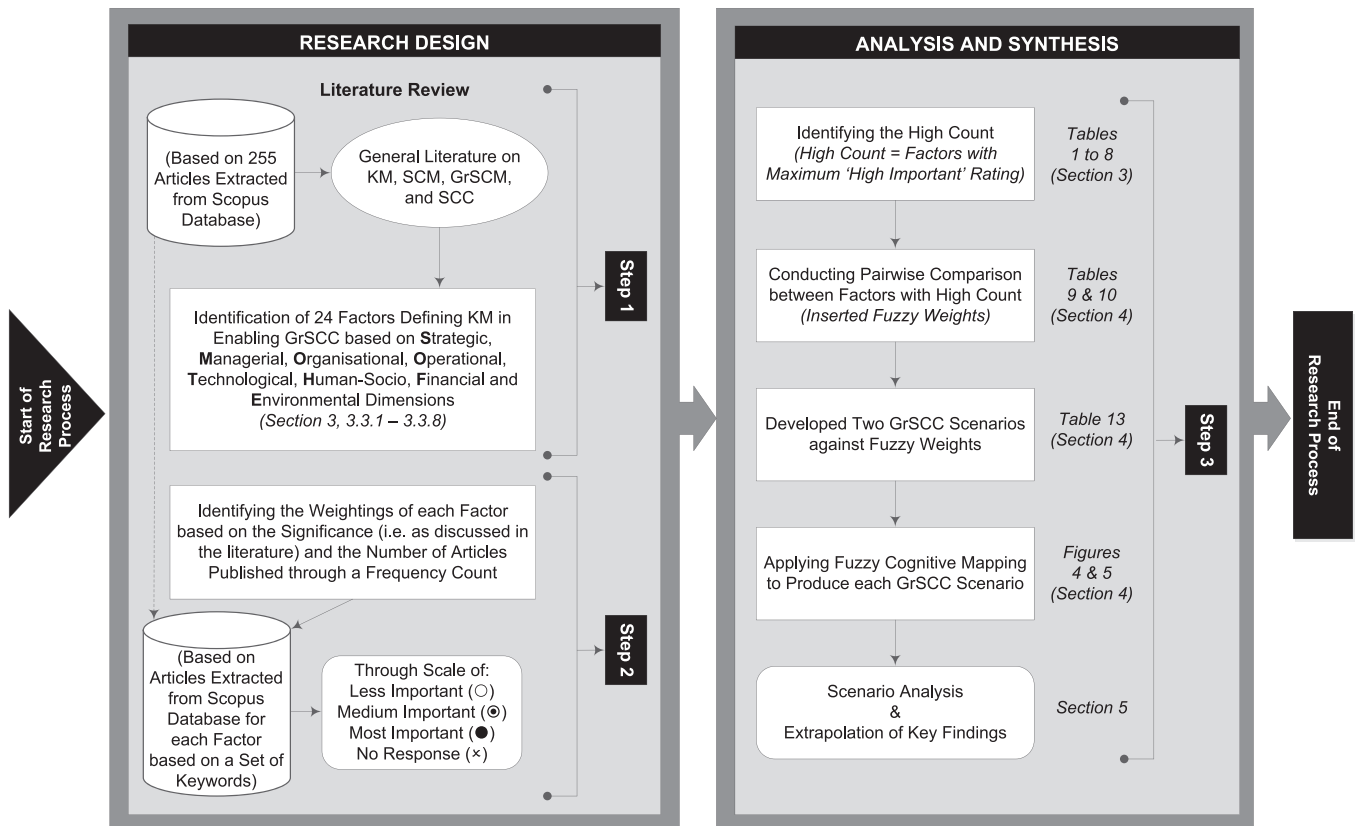 Start of
Research
Process
RESEARCH DESIGN
Literature Review
(Based on 255
Articles Extracted
from Scopus
Database)
General Literature on
KM, SCM, GrSCM,
and SCC
Identification of 24 Factors Defining KM in
Enabling GrSCC based on Strategic,
Managerial, Organisational, Operational,
Technological, Human-Socio, Financial and
Environmental Dimensions
(Section 3, 3.3.1 – 3.3.8)
Step 1
Identifying the Weightings of each Factor
based on the Significance (i.e. as discussed in
the literature) and the Number of Articles
Published through a Frequency Count
(Based on
Articles Extracted
from Scopus
Database for
each Factor
based on a Set of
Keywords)
Through Scale of:
Less Important (○)
Medium Important (◉)
Most Important (●)
No Response (×)
Step 2
ANALYSIS AND SYNTHESIS
Identifying the High Count
(High Count = Factors with
Maximum ‘High Important’ Rating)
Tables
1 to 8
(Section 3)
Conducting Pairwise Comparison
between Factors with High Count
(Inserted Fuzzy Weights)
Tables
9 & 10
(Section 4)
Developed Two GrSCC Scenarios
against Fuzzy Weights
Table 13
(Section 4)
Applying Fuzzy Cognitive Mapping
to Produce each GrSCC Scenario
Figures
4 & 5
(Section 4)
Scenario Analysis
&
Extrapolation of Key Findings
Section 5
Step 3
End of
Research Process